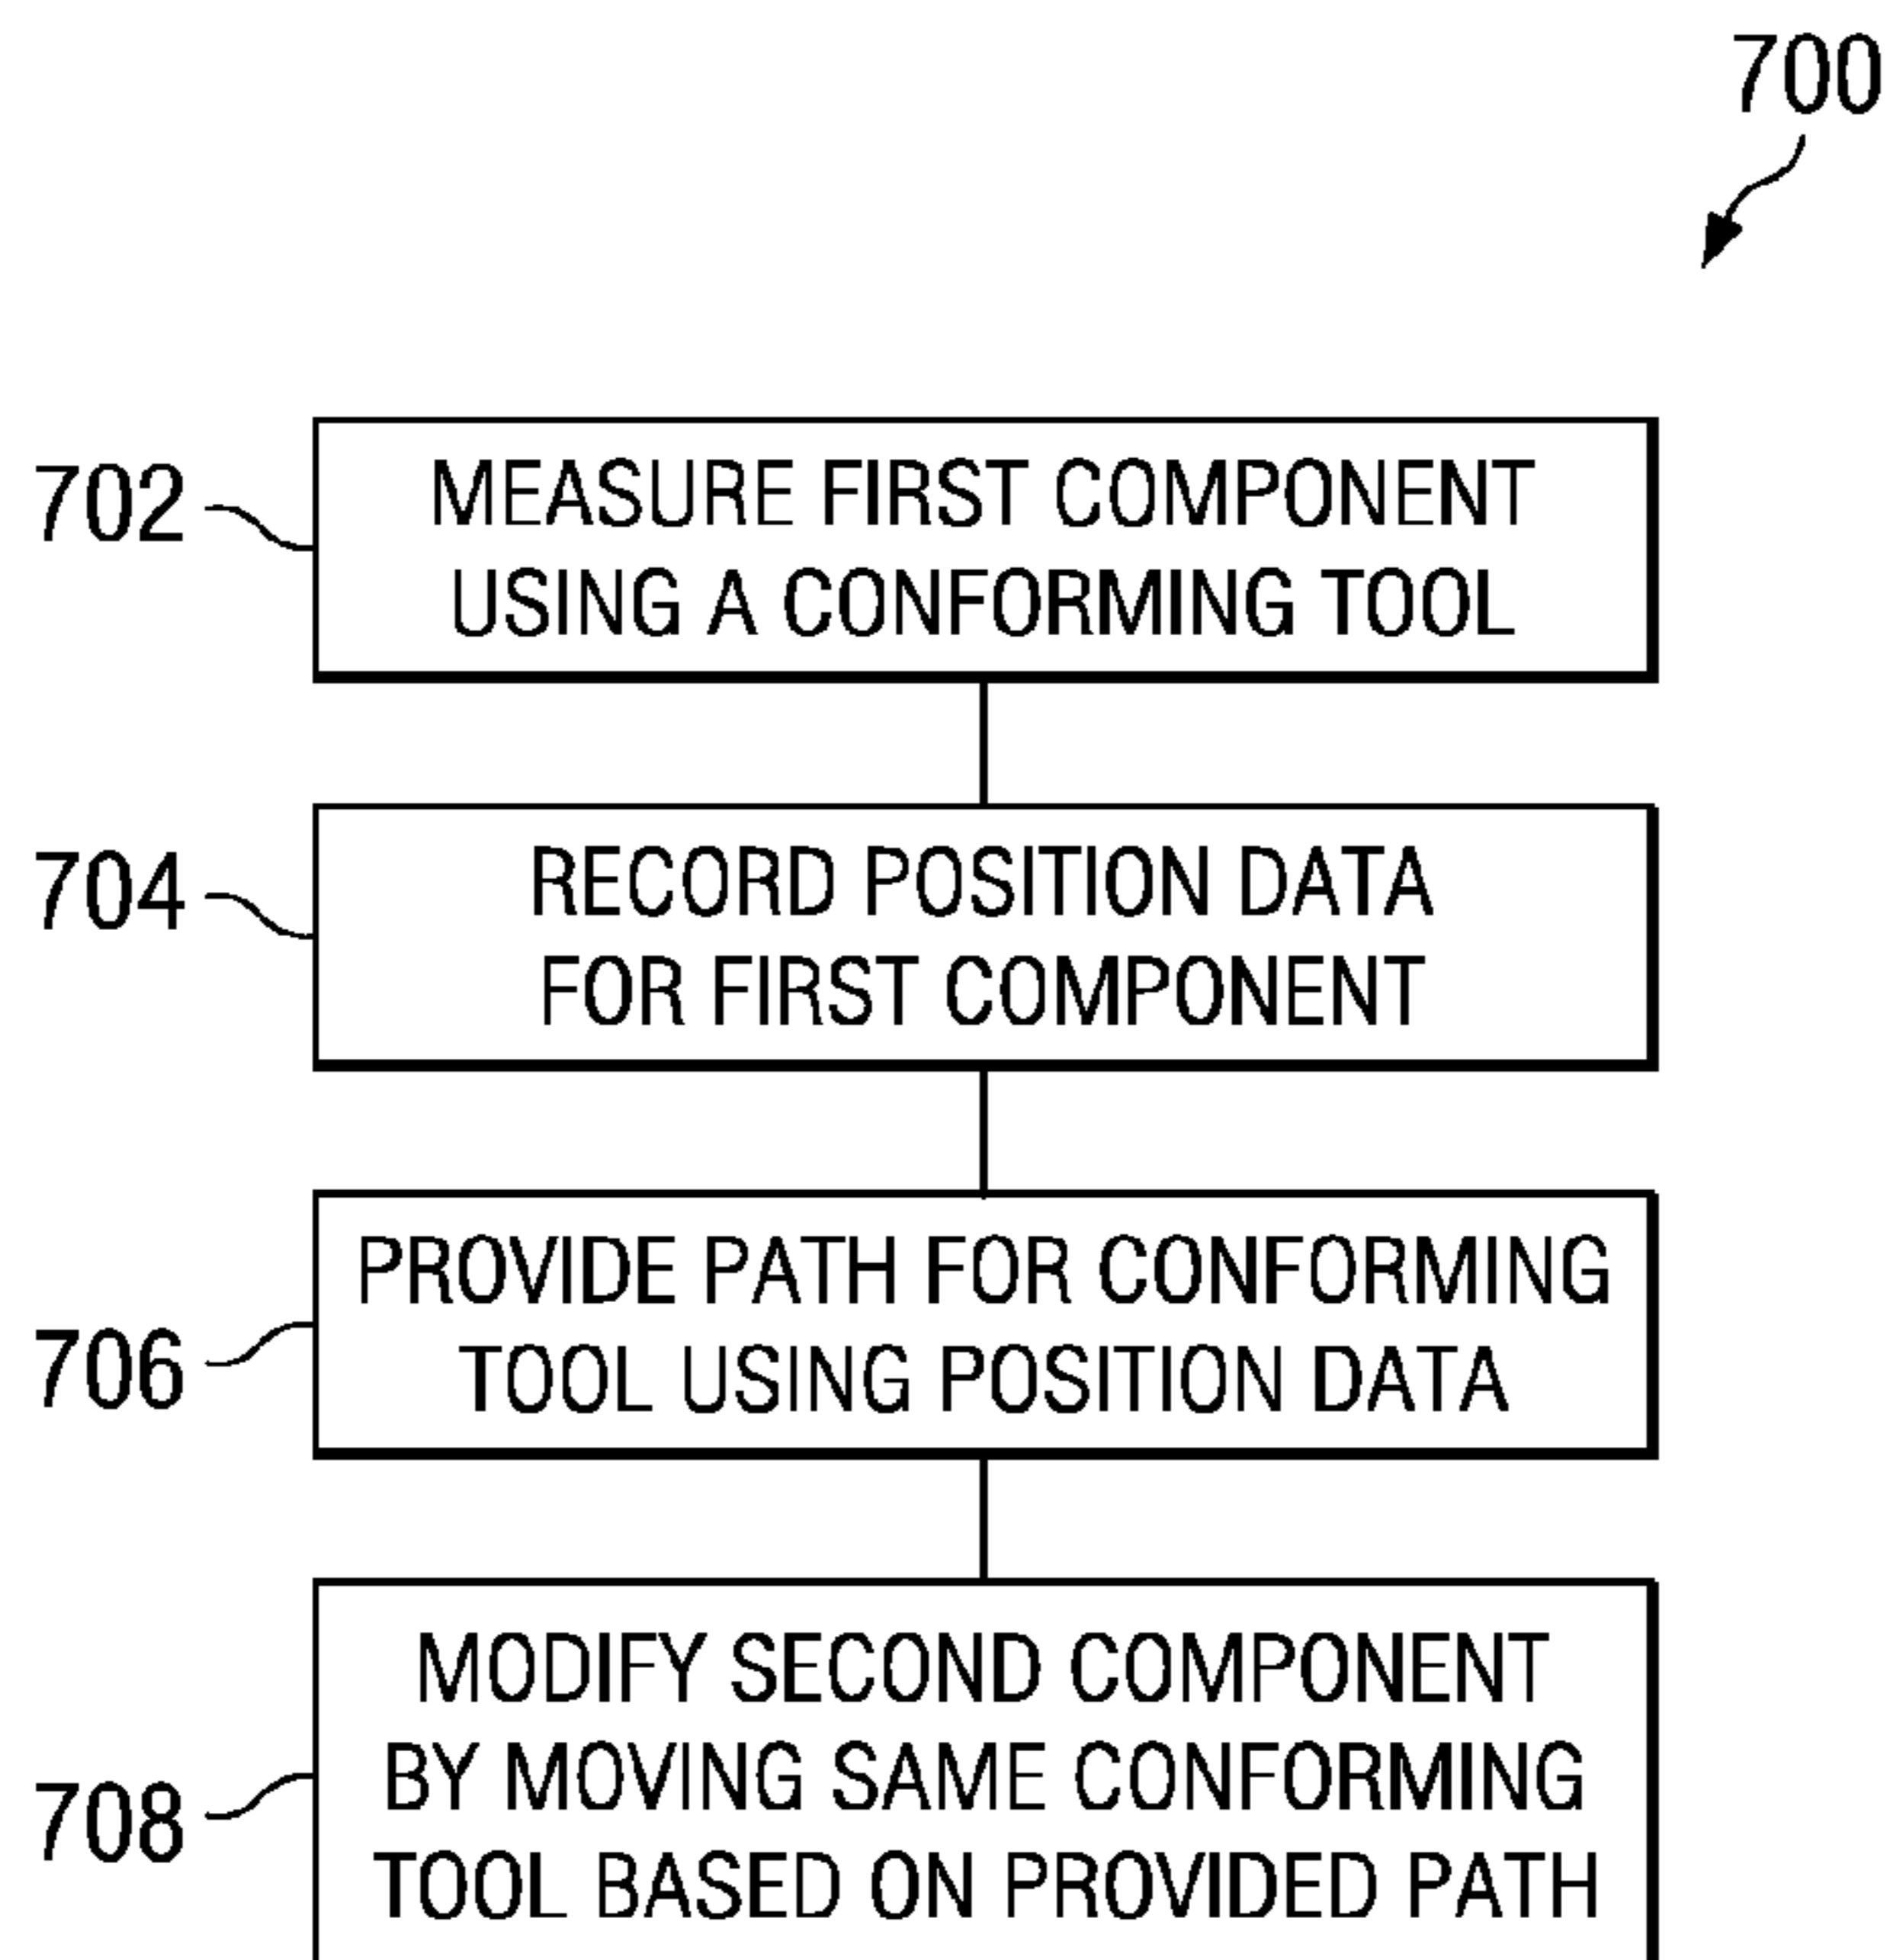 700
702
MEASURE FIRST COMPONENT
USING A CONFORMING TOOL
704
RECORD POSITION DATA
FOR FIRST COMPONENT
706
PROVIDE PATH FOR CONFORMING
TOOL USING POSITION DATA
708
MODIFY SECOND COMPONENT
BY MOVING SAME CONFORMING
TOOL BASED ON PROVIDED PATH